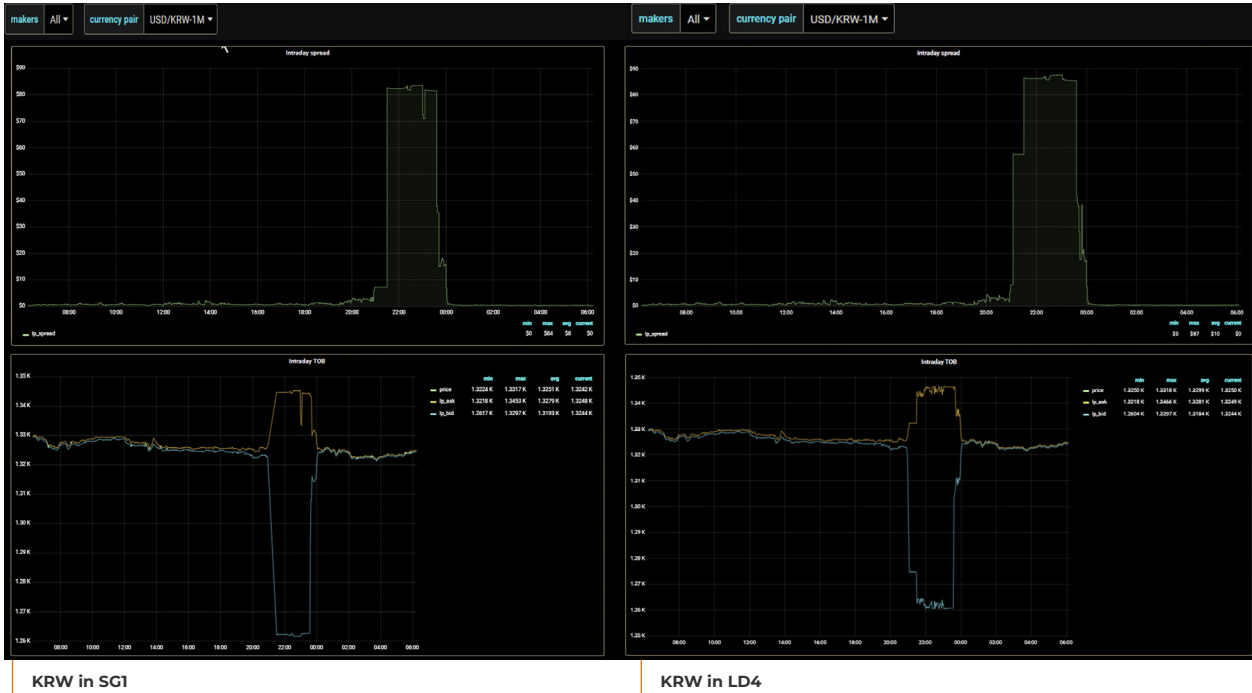 makers All ▾ currency pair USD/KRW-1M ▾
Intraday spread
$90
$80
$70
$60
$50
$40
$30
$20
$10
$0
08:00 10:00 12:00 14:00 16:00 18:00 20:00 22:00 00:00 02:00 04:00 06:00
min max avg current
lp_spread $0 $84 $8 $0
Intraday TOB
1.35 K
1.34 K
1.33 K
1.32 K
1.31 K
1.30 K
1.29 K
1.28 K
1.27 K
1.26 K
08:00 10:00 12:00 14:00 16:00 18:00 20:00 22:00 00:00 02:00 04:00 06:00
min max avg current
price 1.3224 K 1.3317 K 1.3251 K 1.3242 K
lp_ask 1.3218 K 1.3453 K 1.3279 K 1.3248 K
lp_bid 1.2617 K 1.3297 K 1.3193 K 1.3244 K
KRW in SG1
makers All ▾ currency pair USD/KRW-1M ▾
Intraday spread
$90
$80
$70
$60
$50
$40
$30
$20
$10
$0
06:00 08:00 10:00 12:00 14:00 16:00 18:00 20:00 22:00 00:00 02:00 04:00 06:00
min max avg current
lp_spread $0 $87 $10 $0
Intraday TOB
1.35 K
1.34 K
1.33 K
1.32 K
1.31 K
1.30 K
1.29 K
1.28 K
1.27 K
1.26 K
1.25 K
08:00 10:00 12:00 14:00 16:00 18:00 20:00 22:00 00:00 02:00 04:00 06:00
min max avg current
price 1.3250 K 1.3318 K 1.3299 K 1.3250 K
lp_ask 1.3218 K 1.3466 K 1.3281 K 1.3249 K
lp_bid 1.2604 K 1.3297 K 1.3184 K 1.3244 K
KRW in LD4